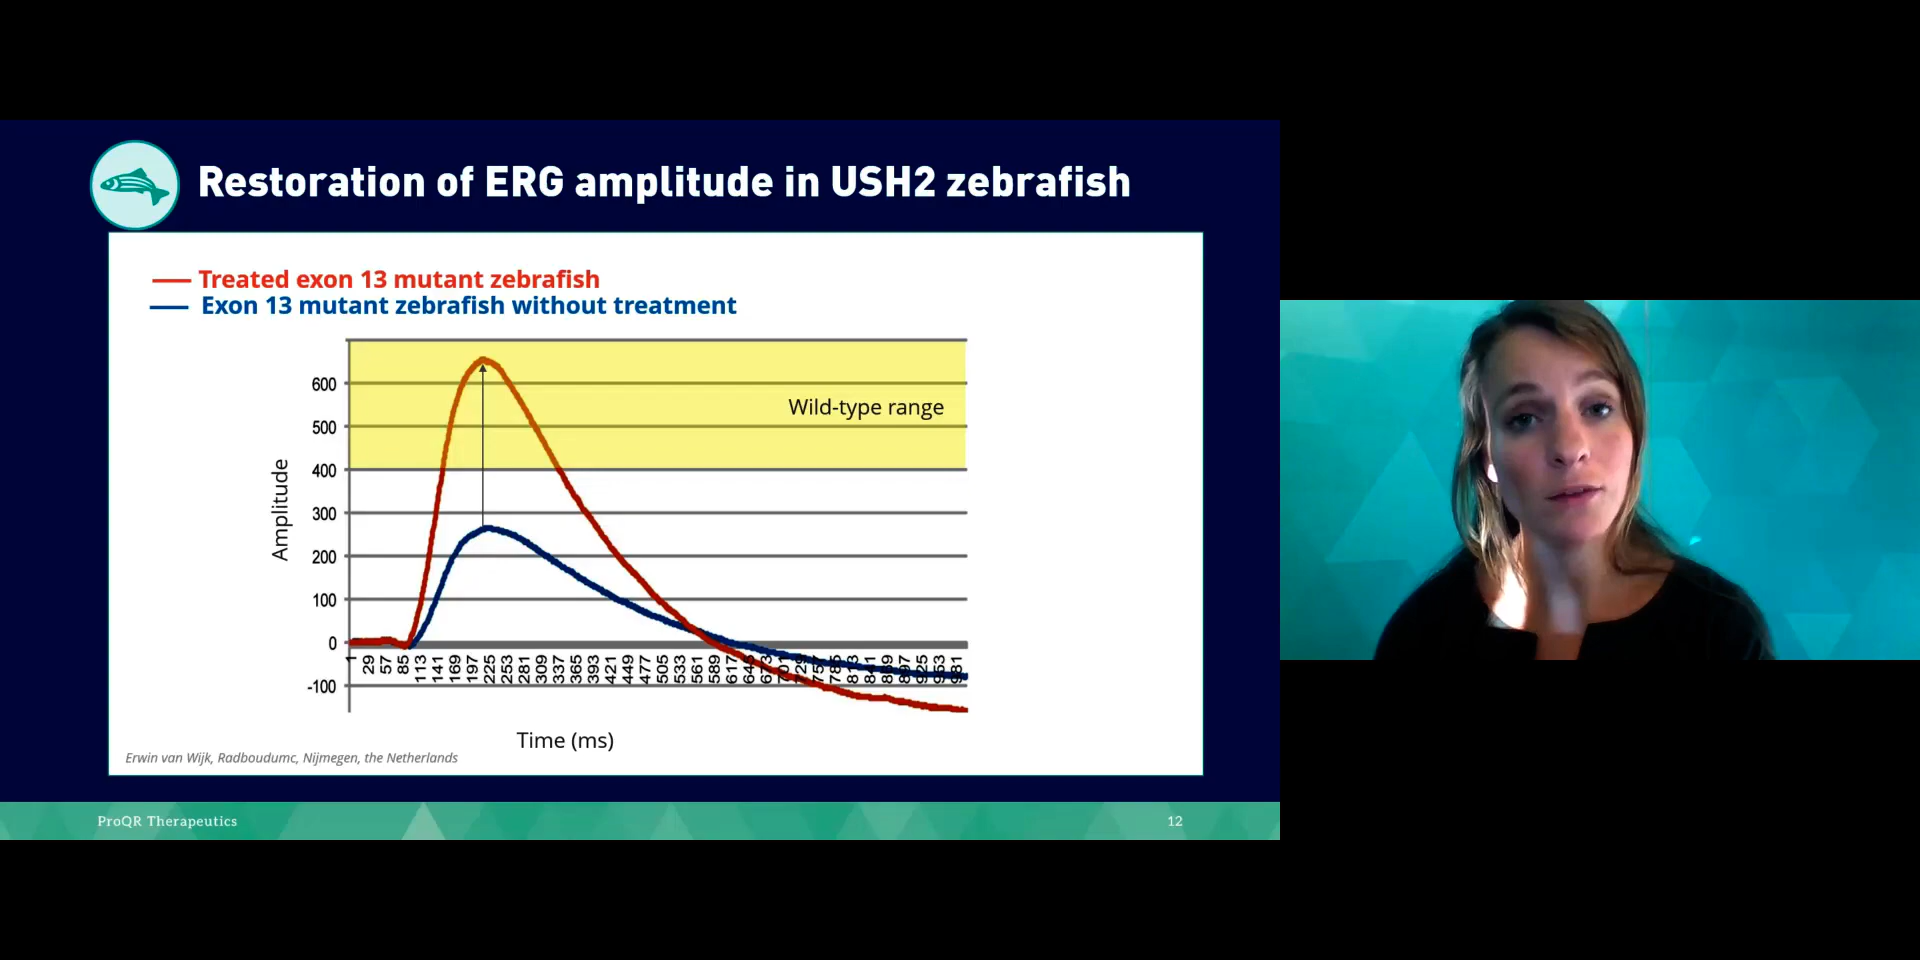 Restoration of ERG amplitude in USH2 zebrafish
Treated exon 13 mutant zebrafish
Exon 13 mutant zebrafish without treatment
Wild-type range
Amplitude
600
500
400
300
200
100
0
-100
1 29 57 85 113 141 169 197 225 253 281 309 337 365 393 421 449 477 505 533 561 589 617 645 673 701 729 757 785 813 841 869 897 925 953 981
Time (ms)
Erwin van Wijk, Radboudumc, Nijmegen, the Netherlands
ProQR Therapeutics
12